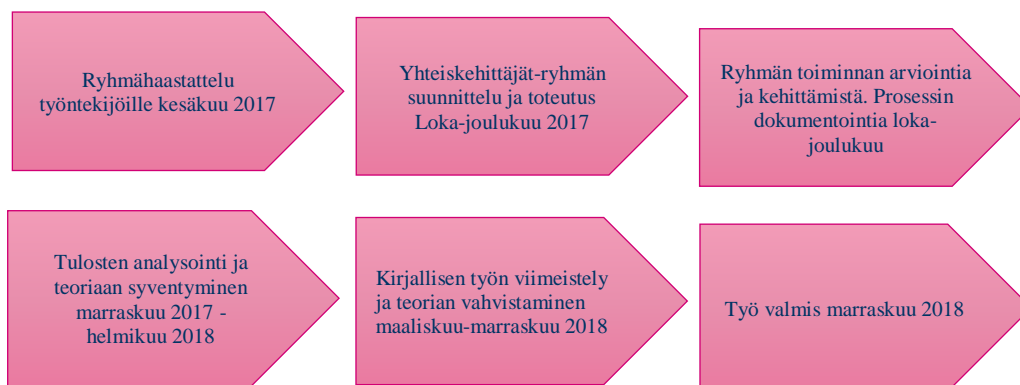 Ryhmähaastattelu
työntekijöille kesäkuu 2017
Yhteiskehittäjät-ryhmän
suunnittelu ja toteutus
Loka-joulukuu 2017
Ryhmän toiminnan arviointia
ja kehittämistä. Prosessin
dokumentointia loka-
joulukuu
Tulosten analysointi ja
teoriaan syventyminen
marraskuu 2017 -
helmikuu 2018
Kirjallisen työn viimeistely
ja teorian vahvistaminen
maaliskuu-marraskuu 2018
Työ valmis marraskuu 2018